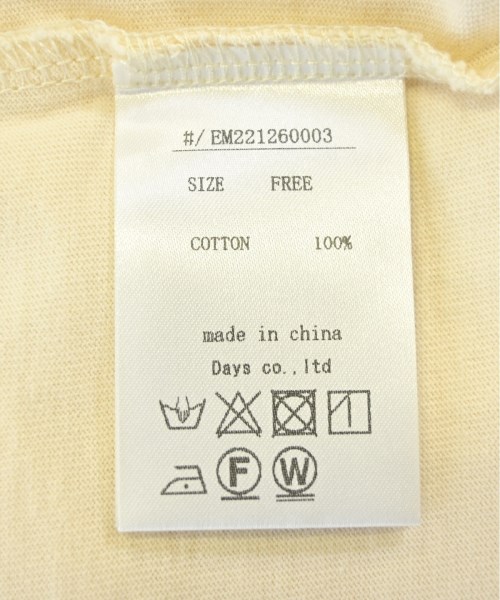 #/EM221260003
SIZE FREE
COTTON 100%
made in china
Days co.,ltd
F W